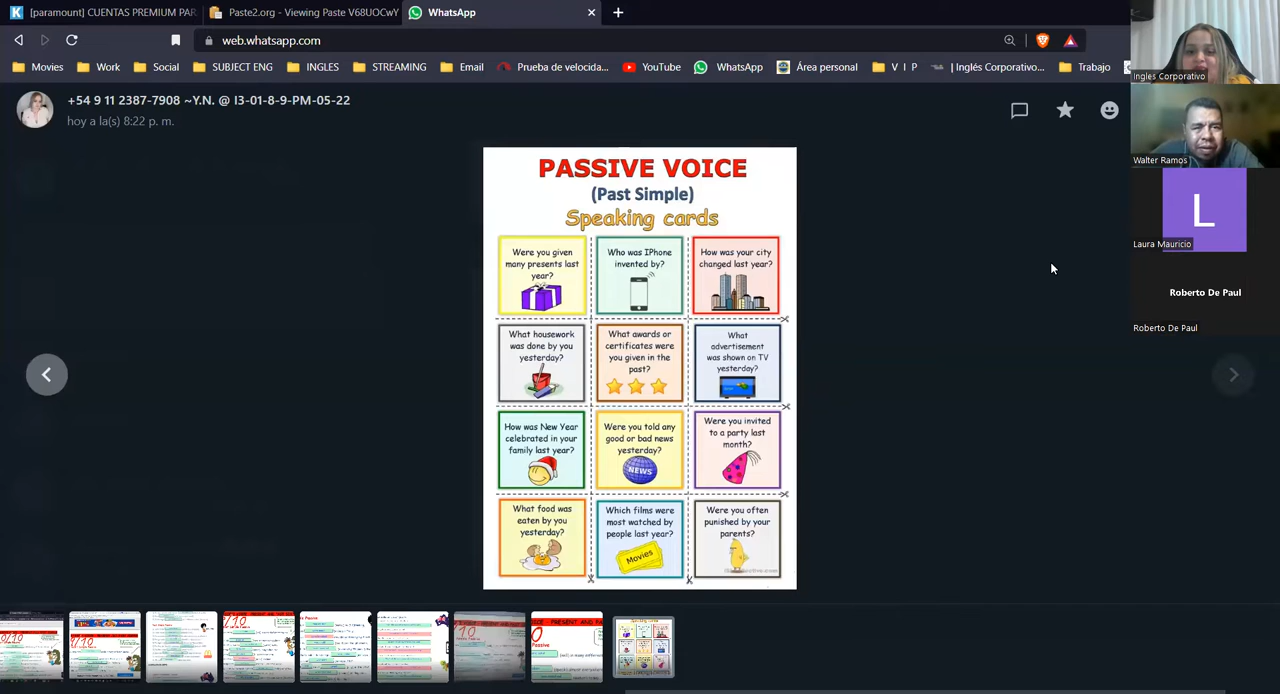 [paramount] CUENTAS PREMIUM PAR
Paste2.org - Viewing Paste V68UOCwY
WhatsApp
web.whatsapp.com
Movies
Work
Social
SUBJECT ENG
INGLES
STREAMING
Email
Prueba de velocida...
YouTube
WhatsApp
Área personal
V I P
| Inglés Corporativo...
Trabajo
+54 9 11 2387-7908 ~Y.N. @ I3-01-8-9-PM-05-22
hoy a la(s) 8:22 p. m.
PASSIVE VOICE
(Past Simple)
Speaking cards
Were you given
many presents last
year?
Who was IPhone
invented by?
How was your city
changed last year?
What housework
was done by you
yesterday?
What awards or
certificates were
you given in the
past?
What
advertisement
was shown on TV
yesterday?
How was New Year
celebrated in your
family last year?
Were you told any
good or bad news
yesterday?
NEWS
Were you invited
to a party last
month?
What food was
eaten by you
yesterday?
Which films were
most watched by
people last year?
Movies
Were you often
punished by your
parents?
Ingles Corporativo
Walter Ramos
L
Laura Mauricio
Roberto De Paul
Roberto De Paul